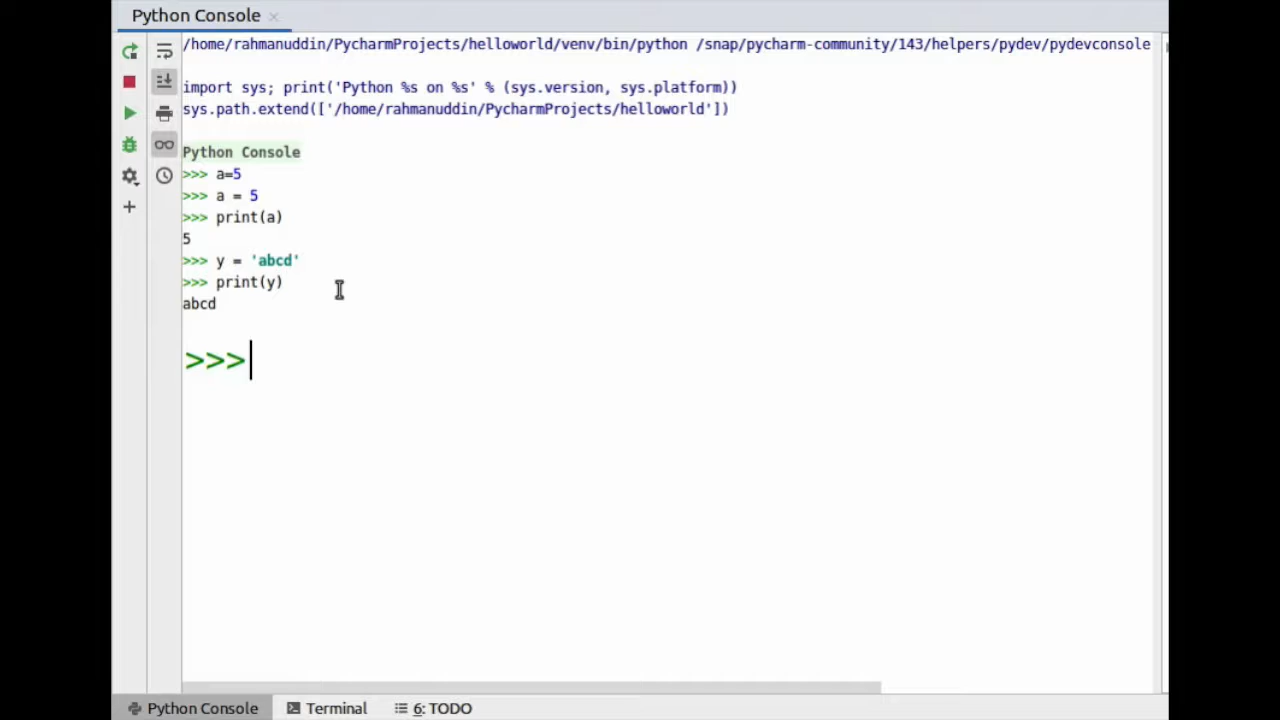 Python Console
/home/rahmanuddin/PycharmProjects/helloworld/venv/bin/python /snap/pycharm-community/143/helpers/pydev/pydevconsole
import sys; print('Python %s on %s' % (sys.version, sys.platform))
sys.path.extend(['/home/rahmanuddin/PycharmProjects/helloworld'])
Python Console
>>> a=5
>>> a = 5
>>> print(a)
5
>>> y = 'abcd'
>>> print(y)
abcd
>>>
Python Console Terminal 6: TODO